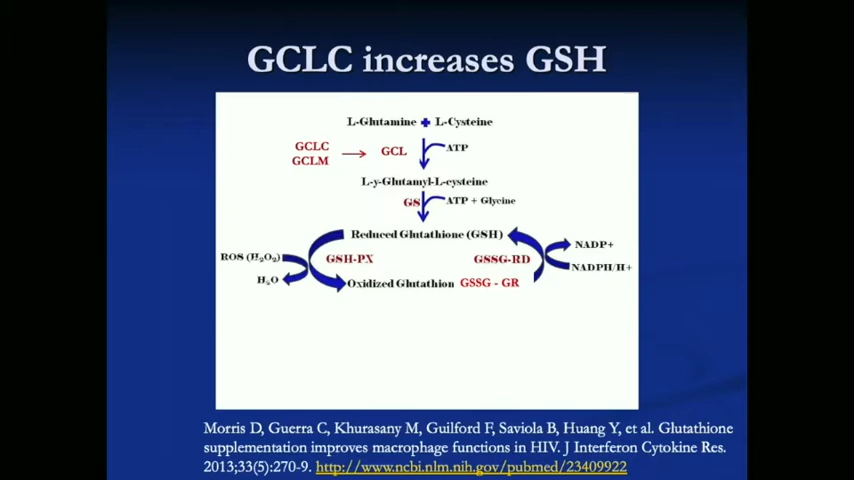 GCLC increases GSH
L-Glutamine + L-Cysteine
GCLC
GCLM
GCL
ATP
L-y-Glutamyl-L-cysteine
GS
ATP + Glycine
Reduced Glutathione (GSH)
NADP+
ROS (H₂O₂)
GSH-PX
GSSG-RD
NADPH/H+
H₂O
Oxidized Glutathion GSSG - GR
Morris D, Guerra C, Khurasany M, Guilford F, Saviola B, Huang Y, et al. Glutathione
supplementation improves macrophage functions in HIV. J Interferon Cytokine Res.
2013;33(5):270-9. http://www.ncbi.nlm.nih.gov/pubmed/23409922